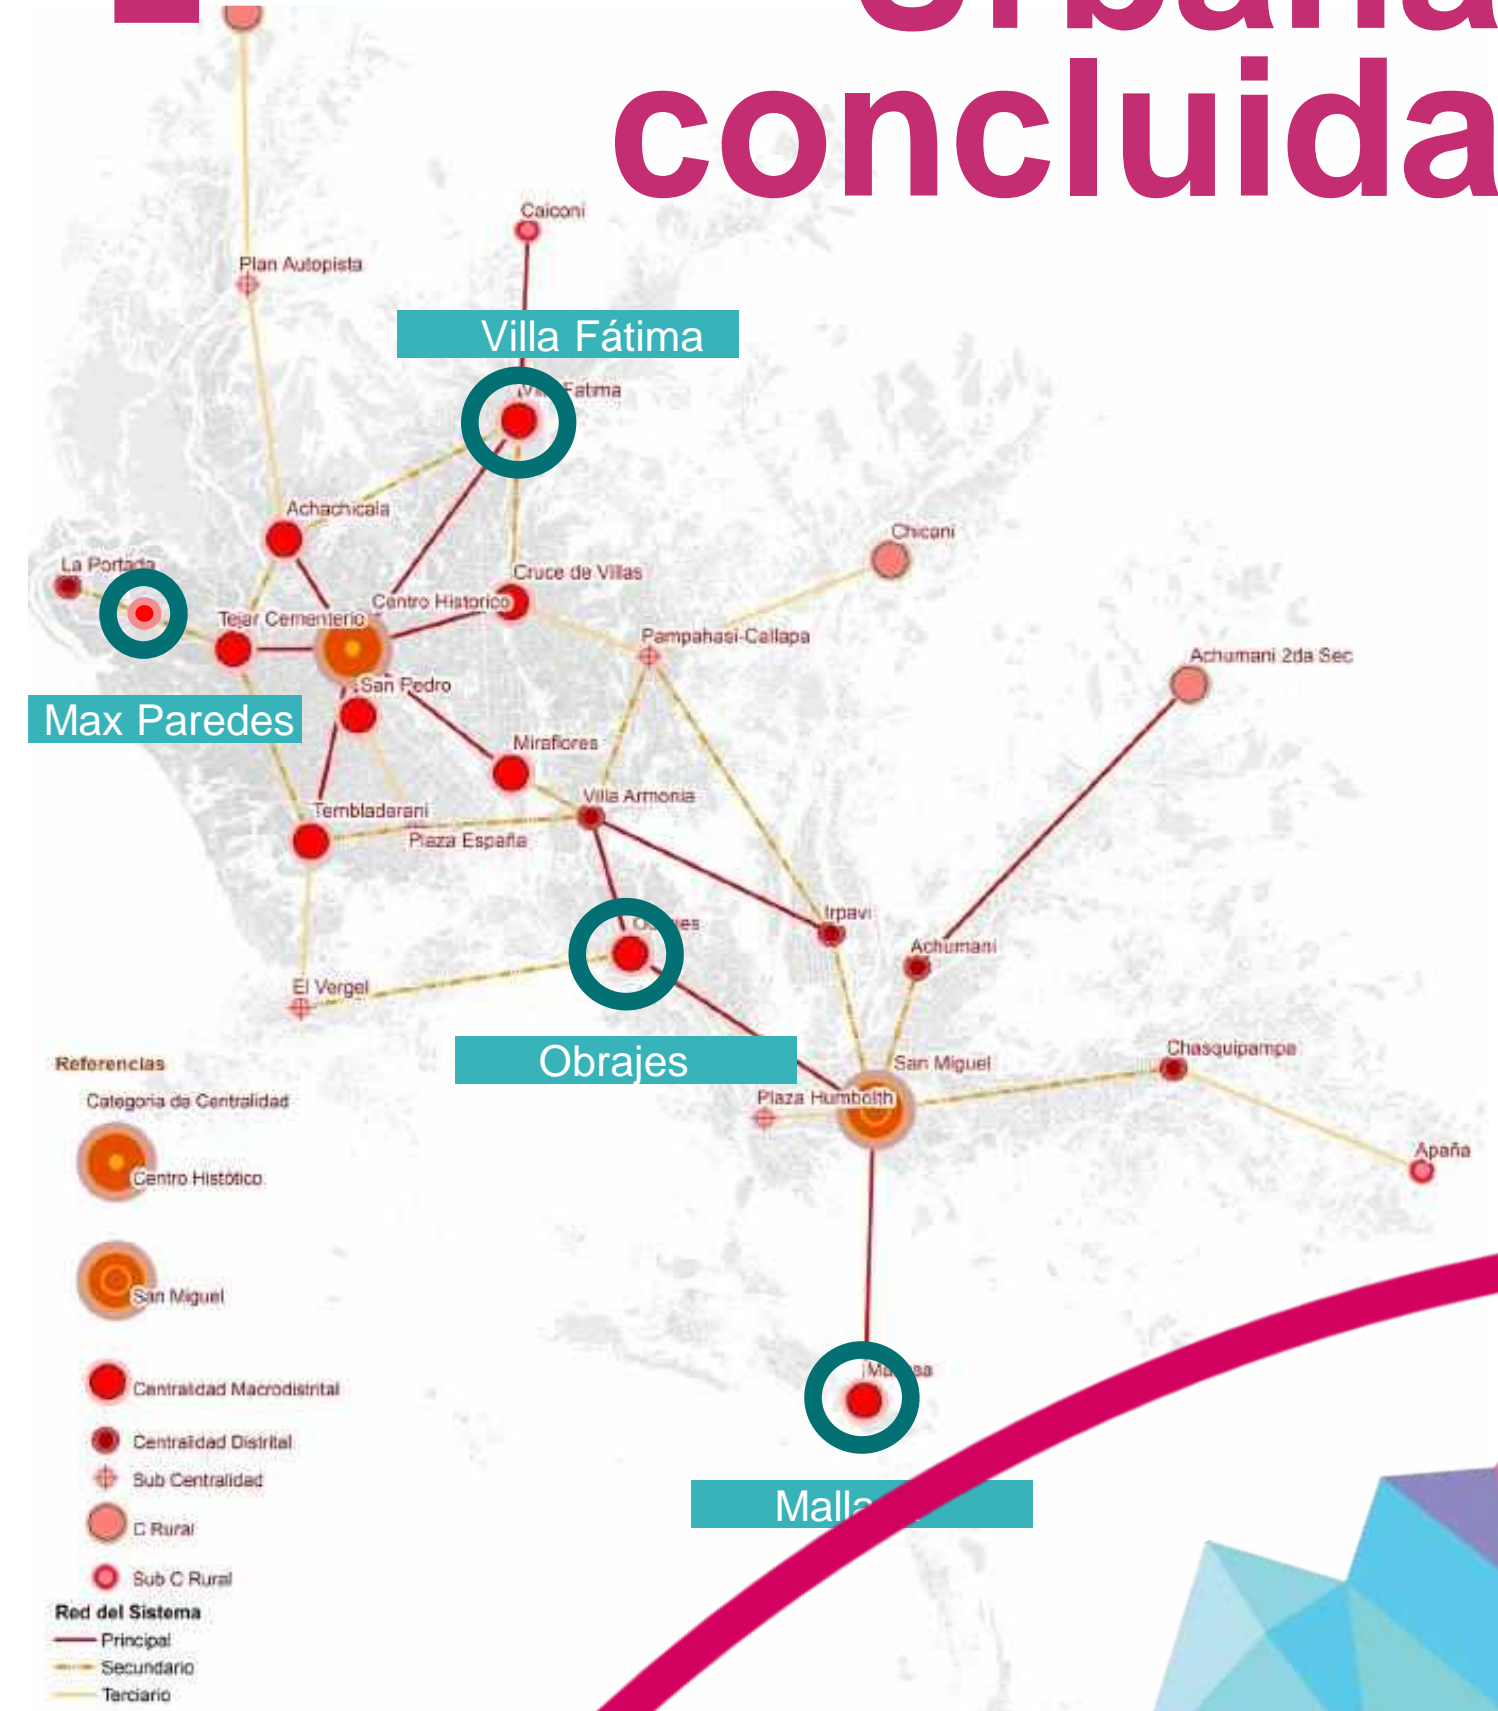 Urbana
concluida
Caiconi
Plan Autopista
Villa Fátima
Achachicala
Chicani
La Portada
Cruce de Villas
Centro Historico
Tejar Cementerio
Pampahasi-Callapa
Achumani 2da Sec
San Pedro
Max Paredes
Miraflores
Villa Armonia
Tembladerani
Plaza España
Irpavi
Achumani
El Vergel
Obrajes
Chasquipampa
San Miguel
Plaza Humbolth
Apaña
Referencias
Categoria de Centralidad
Centro Histótico
San Miguel
Centralidad Macrodistrital
Centralidad Distrital
Sub Centralidad
C Rural
Sub C Rural
Red del Sistema
Principal
Secundario
Terciario